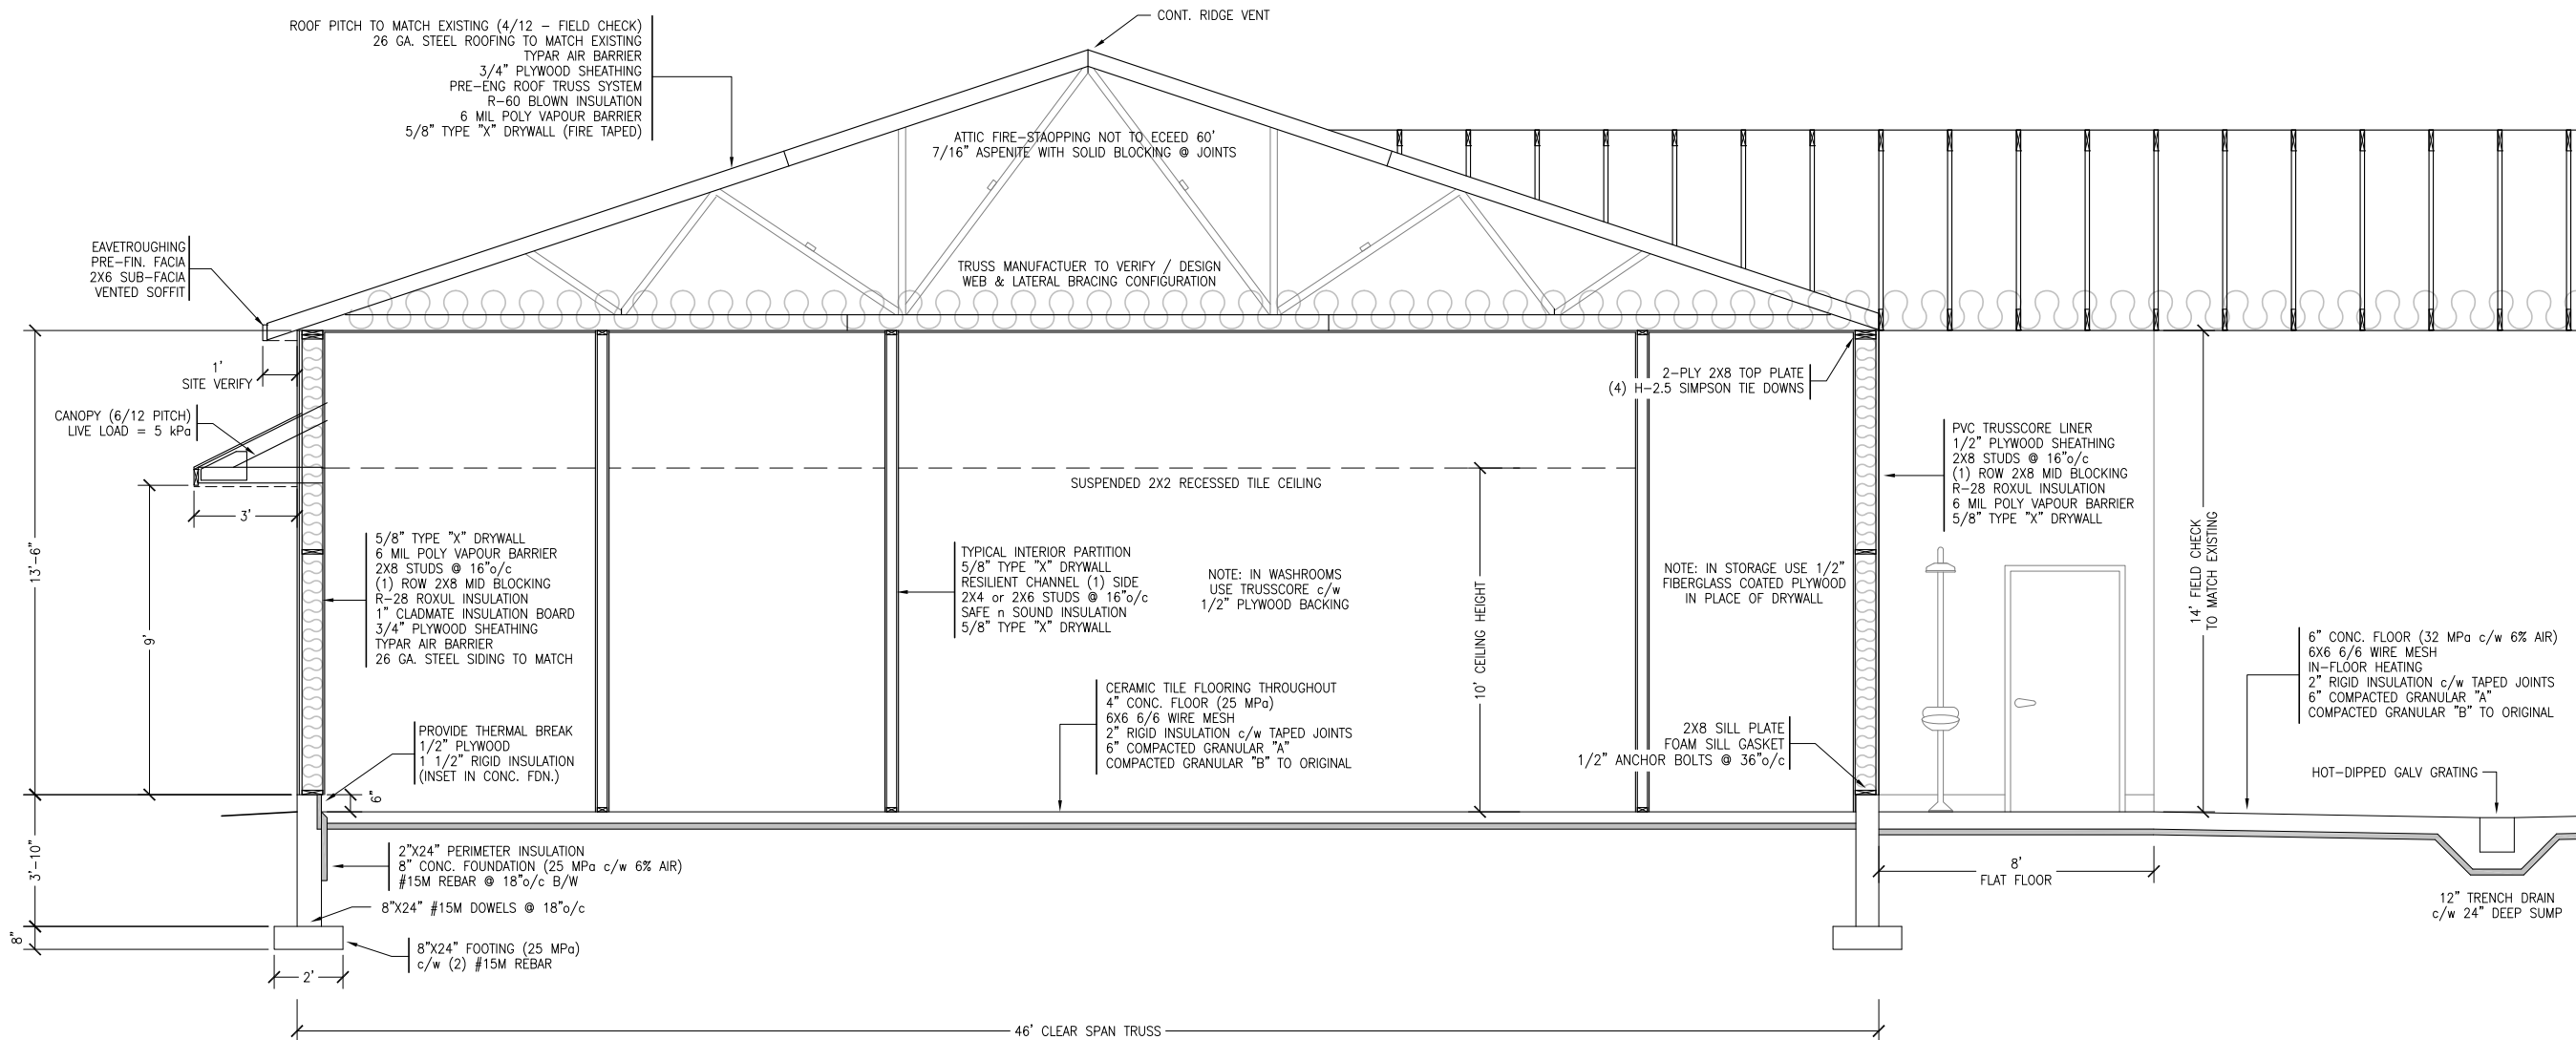 CONT. RIDGE VENT
ROOF PITCH TO MATCH EXISTING (4/12 - FIELD CHECK)
26 GA. STEEL ROOFING TO MATCH EXISTING
TYPAR AIR BARRIER
3/4" PLYWOOD SHEATHING
PRE-ENG ROOF TRUSS SYSTEM
R-60 BLOWN INSULATION
6 MIL POLY VAPOUR BARRIER
5/8" TYPE "X" DRYWALL (FIRE TAPED)
ATTIC FIRE-STAOPPING NOT TO ECEED 60'
7/16" ASPENITE WITH SOLID BLOCKING @ JOINTS
EAVETROUGHING
PRE-FIN. FACIA
2X6 SUB-FACIA
VENTED SOFFIT
TRUSS MANUFACTUER TO VERIFY / DESIGN
WEB & LATERAL BRACING CONFIGURATION
1'
SITE VERIFY
2-PLY 2X8 TOP PLATE
(4) H-2.5 SIMPSON TIE DOWNS
CANOPY (6/12 PITCH)
LIVE LOAD = 5 kPa
SUSPENDED 2X2 RECESSED TILE CEILING
3'
13'-6"
9'
5/8" TYPE "X" DRYWALL
6 MIL POLY VAPOUR BARRIER
2X8 STUDS @ 16"o/c
(1) ROW 2X8 MID BLOCKING
R-28 ROXUL INSULATION
1" CLADMATE INSULATION BOARD
3/4" PLYWOOD SHEATHING
TYPAR AIR BARRIER
26 GA. STEEL SIDING TO MATCH
TYPICAL INTERIOR PARTITION
5/8" TYPE "X" DRYWALL
RESILIENT CHANNEL (1) SIDE
2X4 or 2X6 STUDS @ 16"o/c
SAFE n SOUND INSULATION
5/8" TYPE "X" DRYWALL
NOTE: IN WASHROOMS
USE TRUSSCORE c/w
1/2" PLYWOOD BACKING
10' CEILING HEIGHT
NOTE: IN STORAGE USE 1/2"
FIBERGLASS COATED PLYWOOD
IN PLACE OF DRYWALL
PVC TRUSSCORE LINER
1/2" PLYWOOD SHEATHING
2X8 STUDS @ 16"o/c
(1) ROW 2X8 MID BLOCKING
R-28 ROXUL INSULATION
6 MIL POLY VAPOUR BARRIER
5/8" TYPE "X" DRYWALL
14' FIELD CHECK
TO MATCH EXISTING
6" CONC. FLOOR (32 MPa c/w 6% AIR)
6X6 6/6 WIRE MESH
IN-FLOOR HEATING
2" RIGID INSULATION c/w TAPED JOINTS
6" COMPACTED GRANULAR "A"
COMPACTED GRANULAR "B" TO ORIGINAL
CERAMIC TILE FLOORING THROUGHOUT
4" CONC. FLOOR (25 MPa)
6X6 6/6 WIRE MESH
2" RIGID INSULATION c/w TAPED JOINTS
6" COMPACTED GRANULAR "A"
COMPACTED GRANULAR "B" TO ORIGINAL
PROVIDE THERMAL BREAK
1/2" PLYWOOD
1 1/2" RIGID INSULATION
(INSET IN CONC. FDN.)
2X8 SILL PLATE
FOAM SILL GASKET
1/2" ANCHOR BOLTS @ 36"o/c
HOT-DIPPED GALV GRATING
6"
3'-10"
2"X24" PERIMETER INSULATION
8" CONC. FOUNDATION (25 MPa c/w 6% AIR)
#15M REBAR @ 18"o/c B/W
8"X24" #15M DOWELS @ 18"o/c
8'
FLAT FLOOR
12" TRENCH DRAIN
c/w 24" DEEP SUMP
8"
8"X24" FOOTING (25 MPa)
c/w (2) #15M REBAR
2'
46' CLEAR SPAN TRUSS